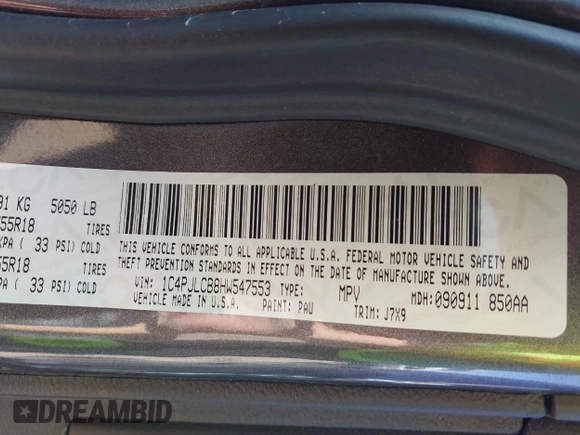 91 KG 5050 LB
55R18 TIRES
KPA ( 33 PSI) COLD
55R18 TIRES
KPA ( 33 PSI) COLD
THIS VEHICLE CONFORMS TO ALL APPLICABLE U.S.A. FEDERAL MOTOR VEHICLE SAFETY AND
THEFT PREVENTION STANDARDS IN EFFECT ON THE DATE OF MANUFACTURE SHOWN ABOVE.
VIN: 1C4PJLCB8HW547553 TYPE: MPV MDH: 090911 850AA
VEHICLE MADE IN U.S.A. PAINT: PAU TRIM: J7X9
DREAMBID